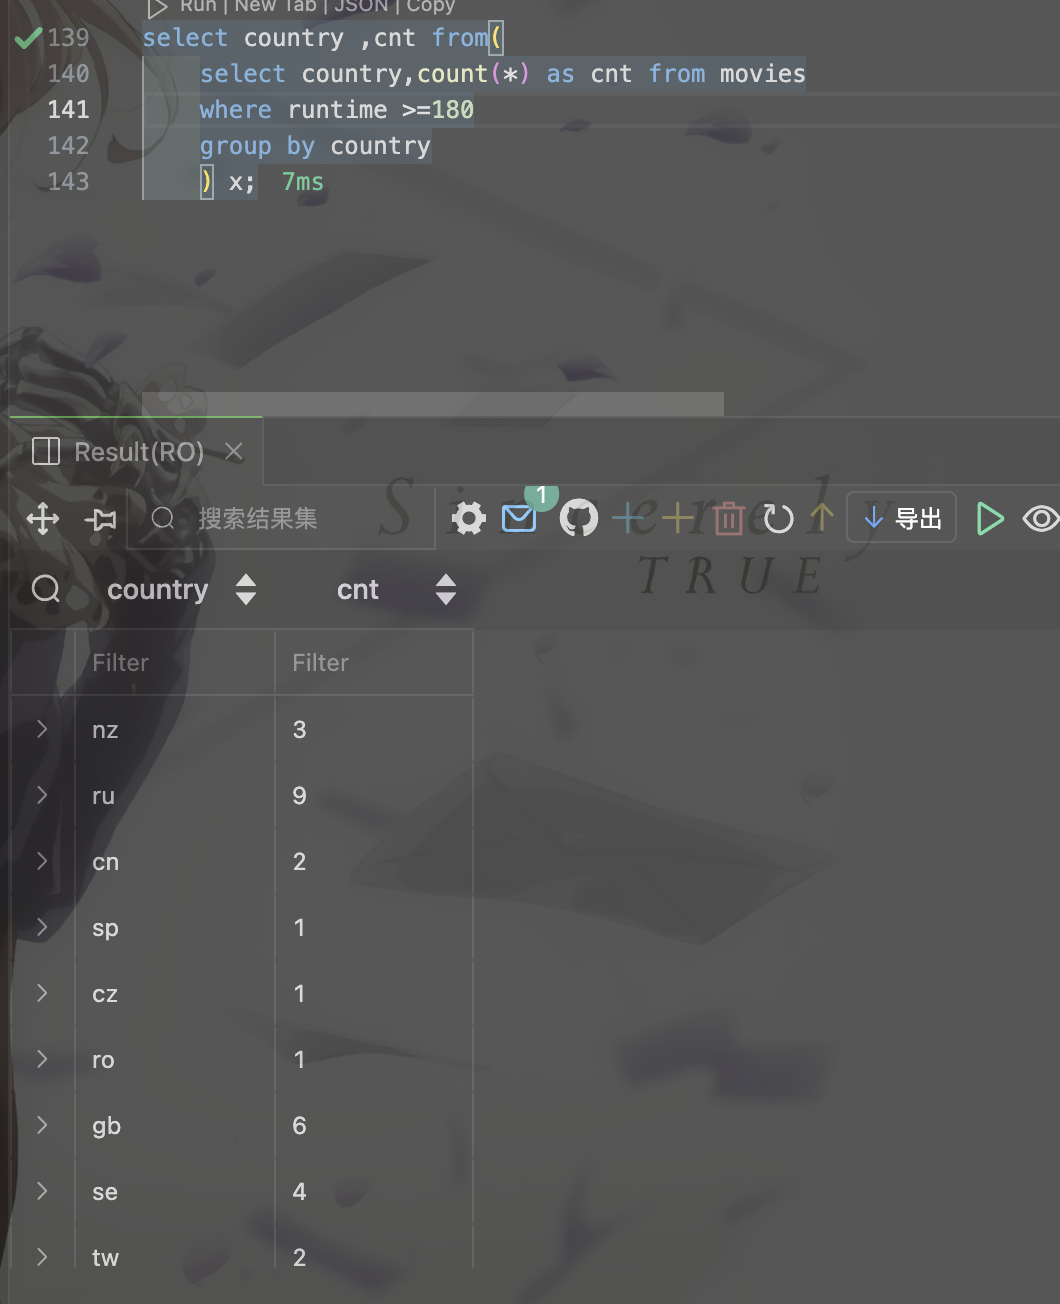 Run | New Tab | JSON | Copy
139 select country ,cnt from(
140 select country,count(*) as cnt from movies
141 where runtime >=180
142 group by country
143 ) x; 7ms
Result(RO)
Sincerely
TRUE
搜索结果集
1
导出
country cnt
Filter Filter
nz 3
ru 9
cn 2
sp 1
cz 1
ro 1
gb 6
se 4
tw 2